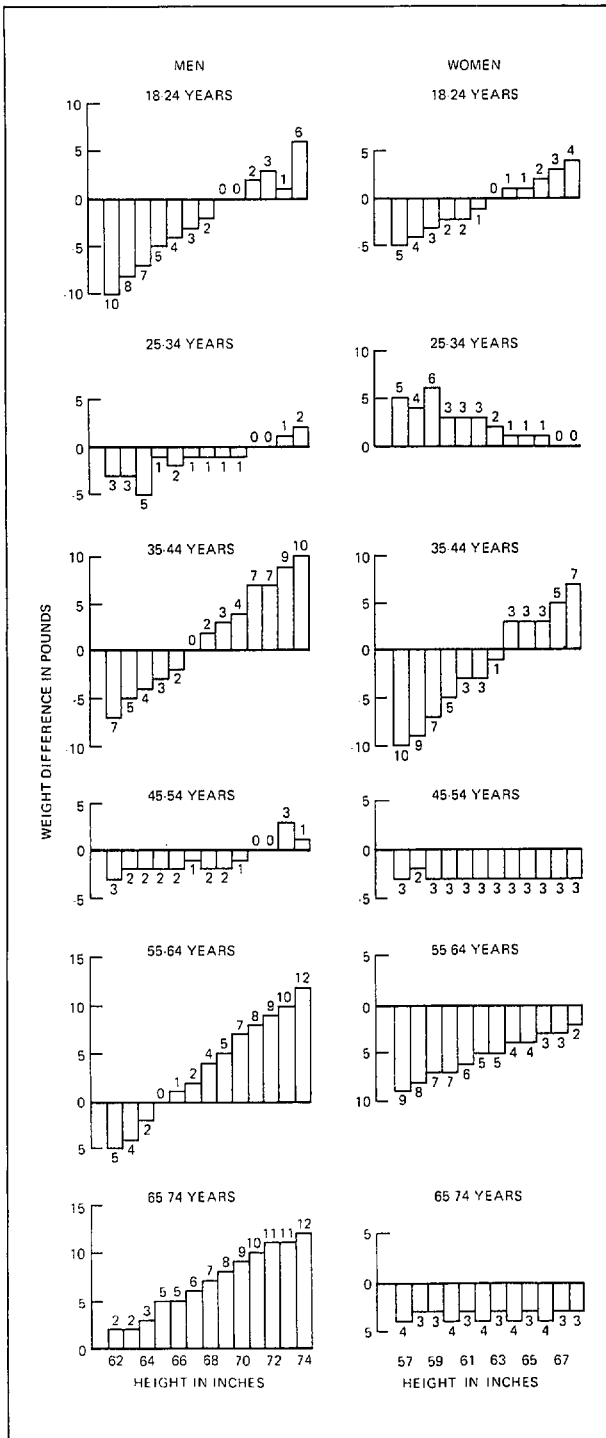 WEIGHT DIFFERENCE IN POUNDS
MEN
18-24 YEARS
10
5
0
-5
-10
10 8 7 5 4 3 2 0 0 2 3 1 6
25-34 YEARS
5
0
-5
3 3 5 1 2 1 1 1 1 0 0 1 2
35-44 YEARS
10
5
0
-5
-10
7 5 4 3 2 0 2 3 4 7 7 9 10
45-54 YEARS
5
0
-5
3 2 2 2 2 1 2 2 1 0 0 3 1
55-64 YEARS
15
10
5
0
5
5 4 2 0 1 2 4 5 7 8 9 10 12
65 74 YEARS
15
10
5
0
2 2 3 5 5 6 7 8 9 10 11 11 12
62 64 66 68 70 72 74
HEIGHT IN INCHES
WOMEN
18-24 YEARS
10
5
0
-5
5 4 3 2 2 1 0 1 1 2 3 4
25-34 YEARS
10
5
0
-5
5 4 6 3 3 3 2 1 1 1 0 0
35-44 YEARS
10
5
0
-5
-10
10 9 7 5 3 3 1 3 3 3 5 7
45-54 YEARS
5
0
-5
3 2 3 3 3 3 3 3 3 3 3 3
55 64 YEARS
5
0
5
10
9 8 7 7 6 5 5 4 4 3 3 2
65 74 YEARS
5
0
5
4 3 3 4 3 4 3 4 3 4 3 3
57 59 61 63 65 67
HEIGHT IN INCHES